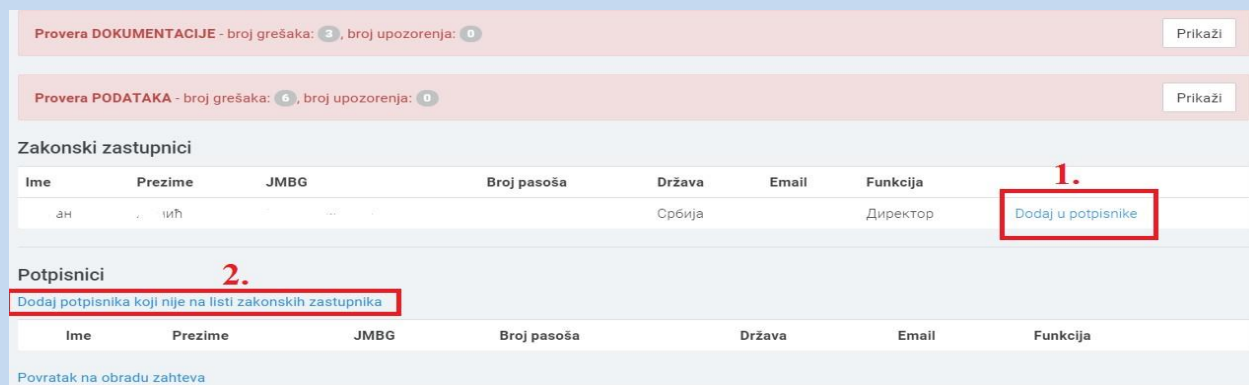 Provera DOKUMENTACIJE - broj grešaka: 3, broj upozorenja: 0 Prikaži
Provera PODATAKA - broj grešaka: 6, broj upozorenja: 0 Prikaži
Zakonski zastupnici
1.
Ime Prezime JMBG Broj pasoša Država Email Funkcija
Србија Директор Dodaj u potpisnike
Potpisnici
2.
Dodaj potpisnika koji nije na listi zakonskih zastupnika
Ime Prezime JMBG Broj pasoša Država Email Funkcija
Povratak na obradu zahteva